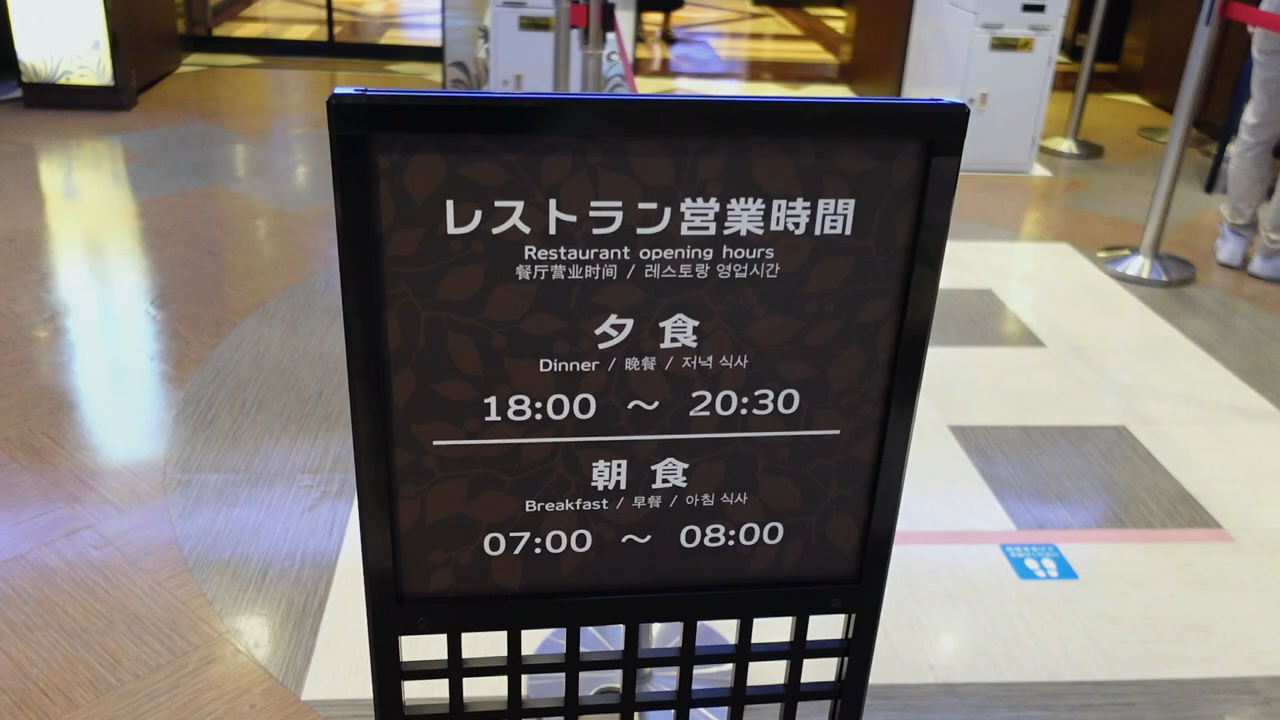 レストラン営業時間
Restaurant opening hours
餐厅营业时间 / 레스토랑 영업시간
夕 食
Dinner / 晚餐 / 저녁 식사
18:00 ～ 20:30
朝 食
Breakfast / 早餐 / 아침 식사
07:00 ～ 08:00